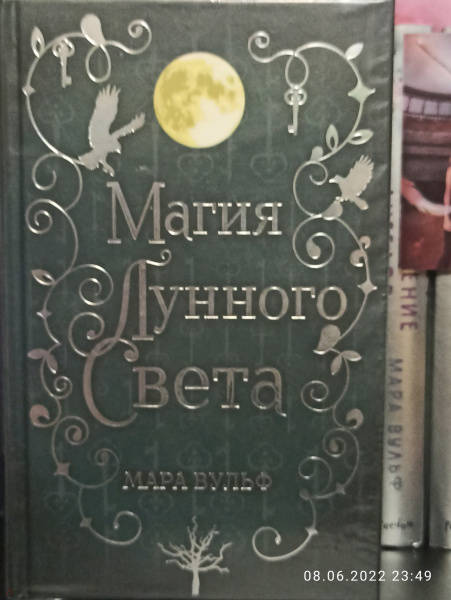 Магия
Лунного
Света
МАРА ВУЛЬФ
ЕНИЕ
МАРА ВУЛЬФ
08.06.2022 23:49